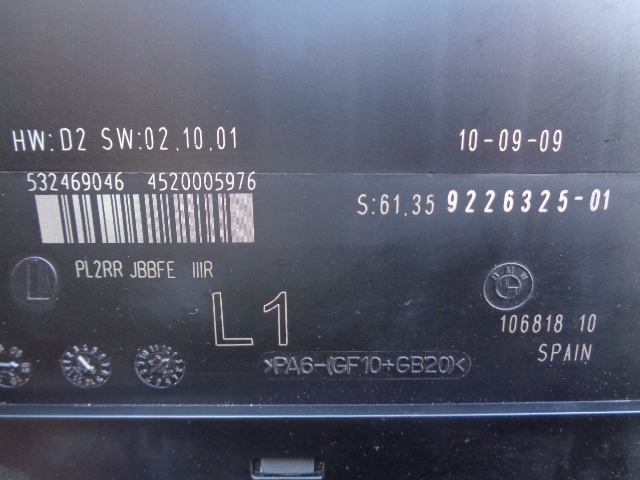 HW:D2 SW:02.10.01
10-09-09
532469046 4520005976
S:61.35 9226325-01
PL2RR JBBFE IIIR
L1
106818 10
SPAIN
>PA6-(GF10+GB20)<